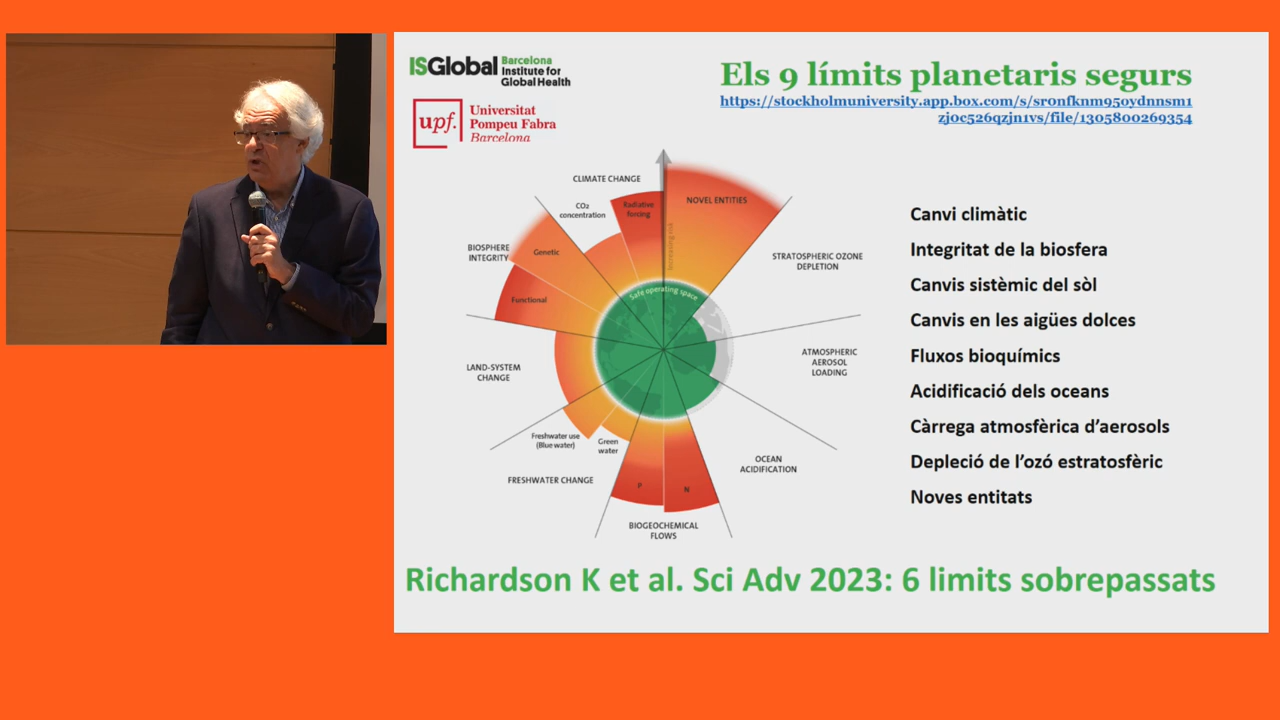 ISGlobal Barcelona
Institute for
Global Health
upf. Universitat
Pompeu Fabra
Barcelona
Els 9 límits planetaris segurs
https://stockholmuniversity.app.box.com/s/sr0nfknm950ydnnsm1
zj0c526qzjn1vs/file/1305800269354
CLIMATE CHANGE
CO2
concentration
Radiative
forcing
NOVEL ENTITIES
Increasing risk
BIOSPHERE
INTEGRITY
Genetic
Functional
STRATOSPHERIC OZONE
DEPLETION
Safe operating space
ATMOSPHERIC
AEROSOL
LOADING
LAND-SYSTEM
CHANGE
Freshwater use
(Blue water)
Green
water
FRESHWATER CHANGE
P
N
OCEAN
ACIDIFICATION
BIOGEOCHEMICAL
FLOWS
Canvi climàtic
Integritat de la biosfera
Canvis sistèmic del sòl
Canvis en les aigües dolces
Fluxos bioquímics
Acidificació dels oceans
Càrrega atmosfèrica d’aerosols
Depleció de l’ozó estratosfèric
Noves entitats
Richardson K et al. Sci Adv 2023: 6 limits sobrepassats